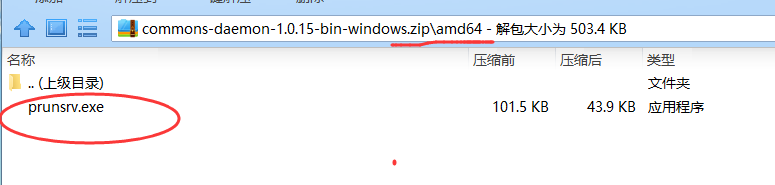 commons-daemon-1.0.15-bin-windows.zip\amd64 - 解包大小为 503.4 KB
名称 压缩前 压缩后 类型
.. (上级目录) 文件夹
prunsrv.exe 101.5 KB 43.9 KB 应用程序